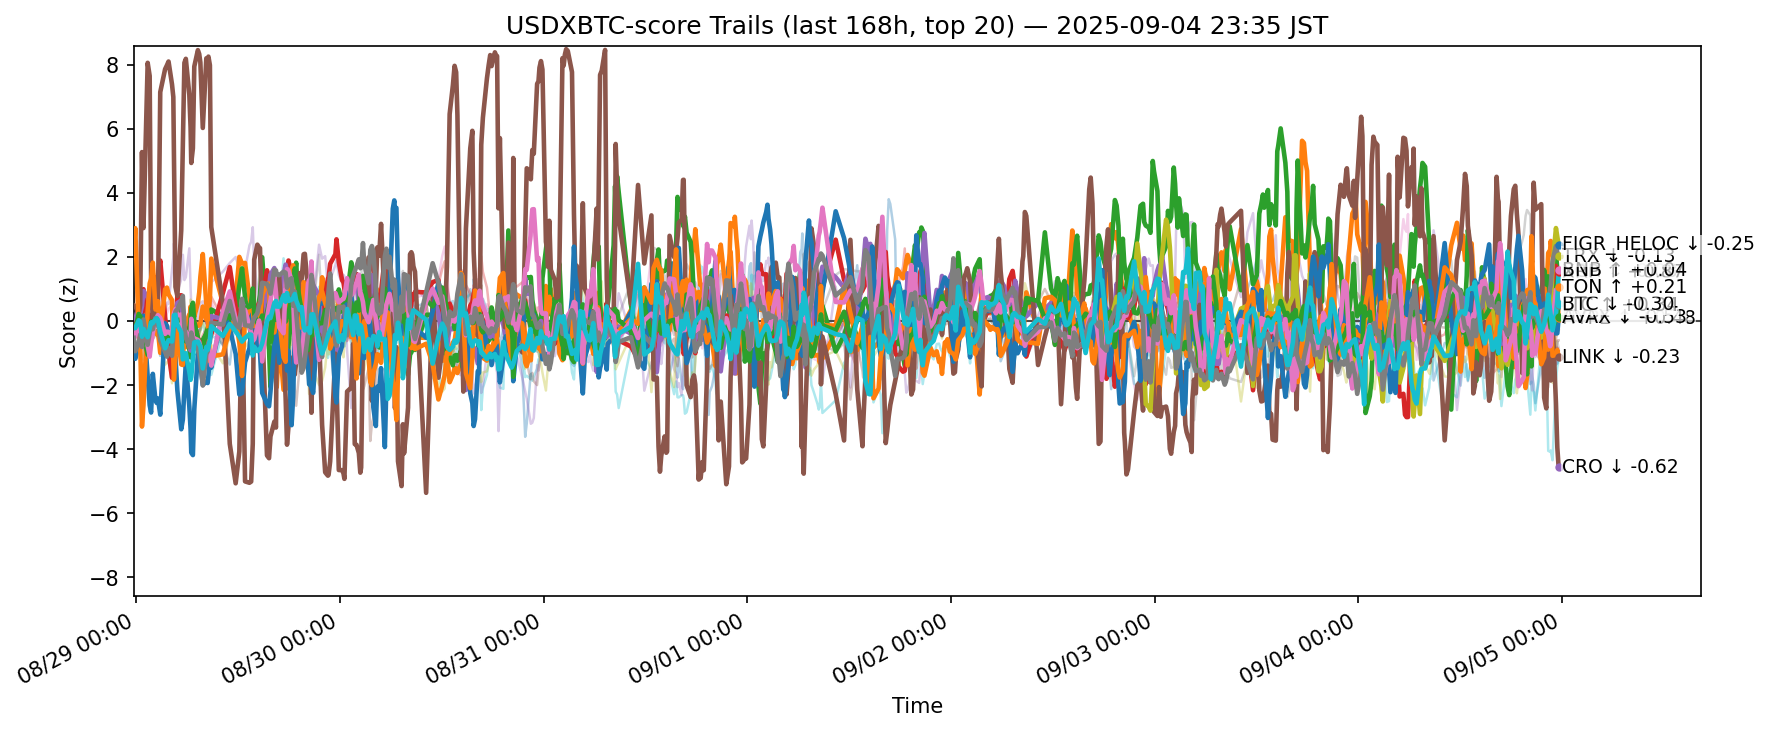 USDXBTC-score Trails (last 168h, top 20) — 2025-09-04 23:35 JST
Score (z)
8
6
4
2
0
−2
−4
−6
−8
FIGR_HELOC ↓ -0.25
TRX ↓ -0.13
BNB ↑ +0.04
TON ↑ +0.21
BTC ↓ -0.30
AVAX ↓ -0.53
LINK ↓ -0.23
CRO ↓ -0.62
08/29 00:00
08/30 00:00
08/31 00:00
09/01 00:00
09/02 00:00
09/03 00:00
09/04 00:00
09/05 00:00
Time